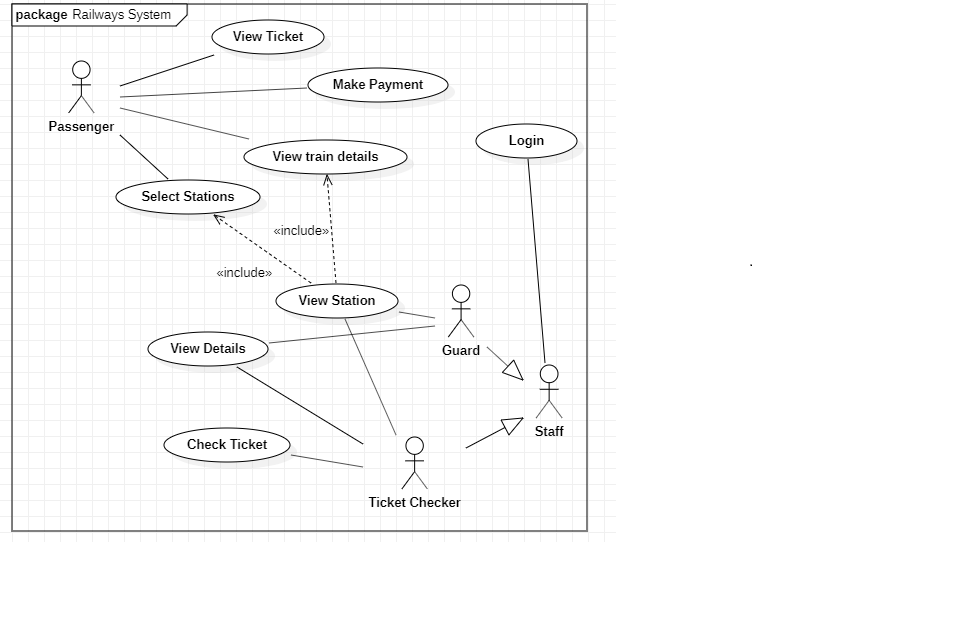 package Railways System
View Ticket
Make Payment
Passenger
Login
View train details
Select Stations
«include»
«include»
View Station
View Details
Guard
Staff
Check Ticket
Ticket Checker